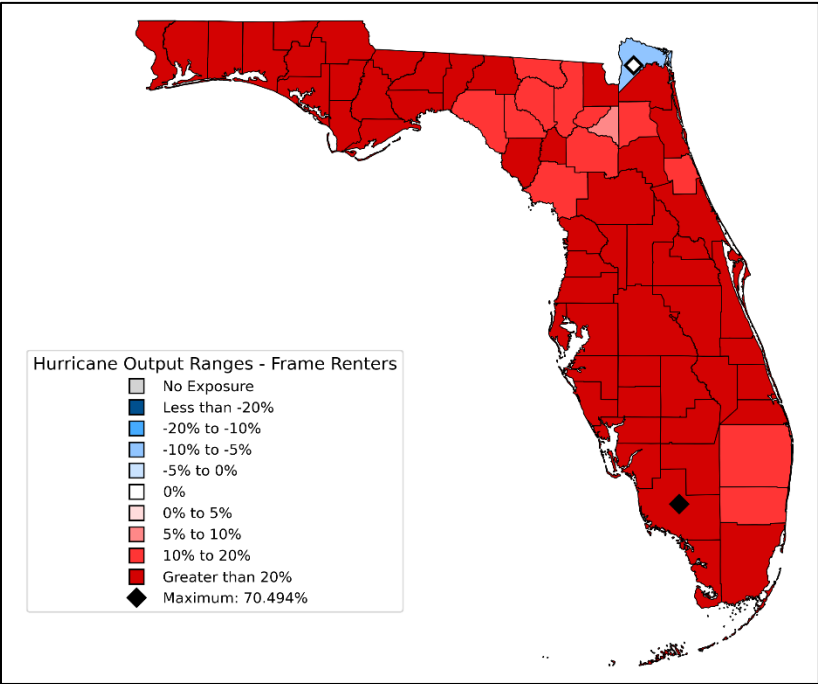 Hurricane Output Ranges - Frame Renters
No Exposure
Less than -20%
-20% to -10%
-10% to -5%
-5% to 0%
0%
0% to 5%
5% to 10%
10% to 20%
Greater than 20%
Maximum: 70.494%